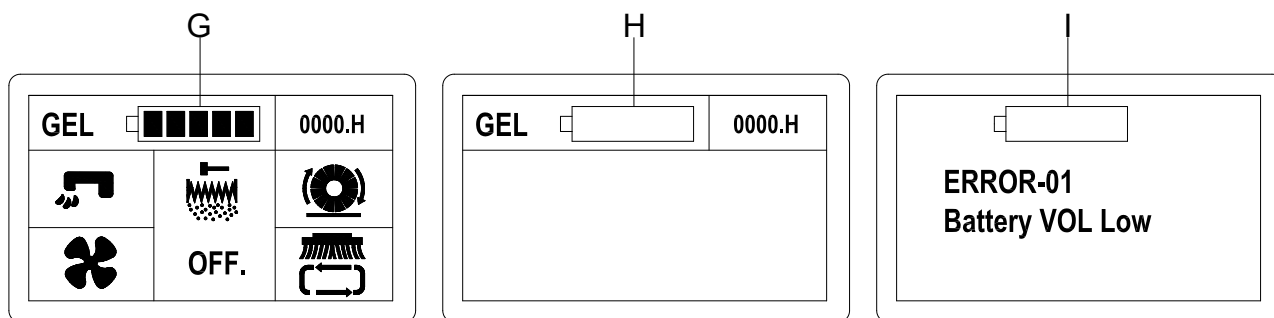 G
H
I
GEL
0000.H
OFF.
GEL
0000.H
ERROR-01
Battery VOL Low